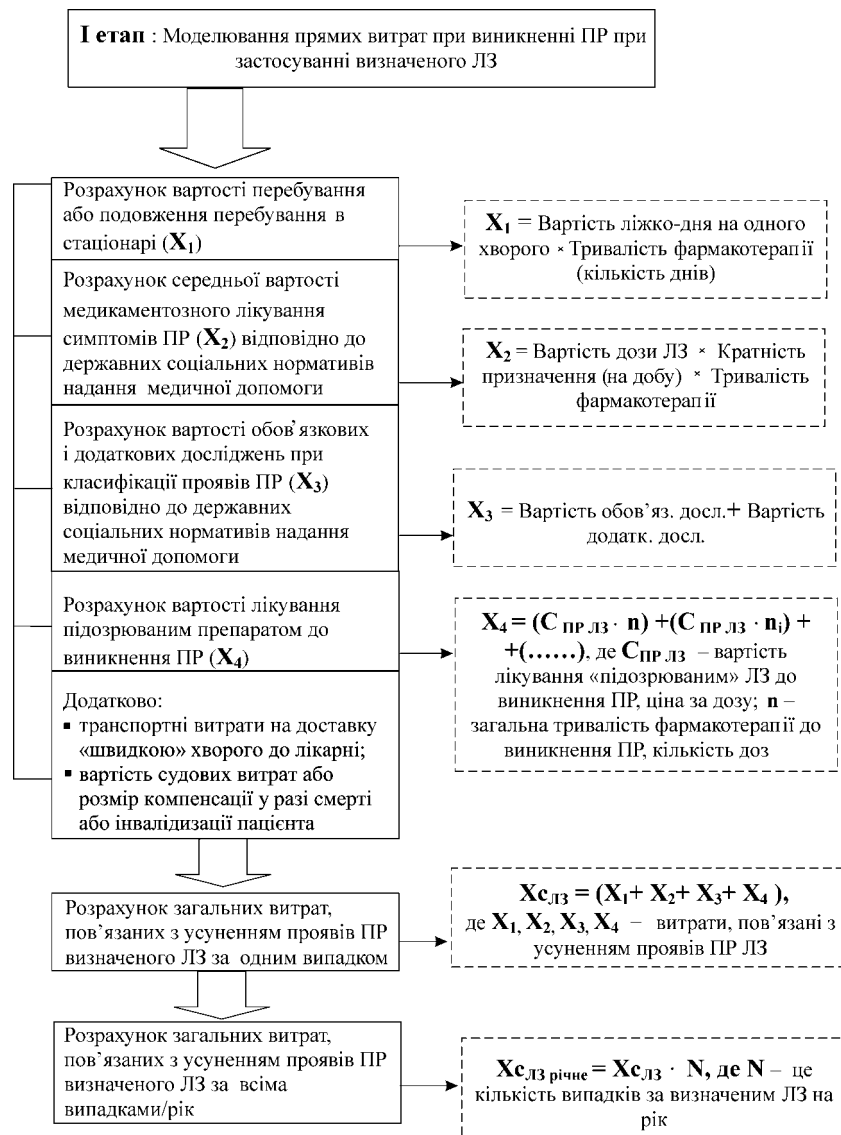 І етап : Моделювання прямих витрат при виникненні ПР при
застосуванні визначеного ЛЗ
Розрахунок вартості перебування
або подовження перебування в
стаціонарі (X₁)
X₁ = Вартість ліжко-дня на одного
хворого × Тривалість фармакотерапії
(кількість днів)
Розрахунок середньої вартості
медикаментозного лікування
симптомів ПР (X₂) відповідно до
державних соціальних нормативів
надання медичної допомоги
X₂ = Вартість дози ЛЗ × Кратність
призначення (на добу) × Тривалість
фармакотерапії
Розрахунок вартості обов'язкових
і додаткових досліджень при
класифікації проявів ПР (X₃)
відповідно до державних
соціальних нормативів надання
медичної допомоги
X₃ = Вартість обов'яз. досл.+ Вартість
додатк. досл.
Розрахунок вартості лікування
підозрюваним препаратом до
виникнення ПР (X₄)
X₄ = (C ПР ЛЗ · n) +(C ПР ЛЗ · nᵢ) +
+(……), де C ПР ЛЗ – вартість
лікування «підозрюваним» ЛЗ до
виникнення ПР, ціна за дозу; n –
загальна тривалість фармакотерапії до
виникнення ПР, кількість доз
Додатково:
▪ транспортні витрати на доставку
«швидкою» хворого до лікарні;
▪ вартість судових витрат або
розмір компенсації у разі смерті
або інвалідизації пацієнта
Розрахунок загальних витрат,
пов'язаних з усуненням проявів ПР
визначеного ЛЗ за одним випадком
Xc ЛЗ = (X₁+ X₂+ X₃+ X₄ ),
де X₁, X₂, X₃, X₄ – витрати, пов'язані з
усуненням проявів ПР ЛЗ
Розрахунок загальних витрат,
пов'язаних з усуненням проявів ПР
визначеного ЛЗ за всіма
випадками/рік
Xc ЛЗ річне = Xc ЛЗ · N, де N – це
кількість випадків за визначеним ЛЗ на
рік